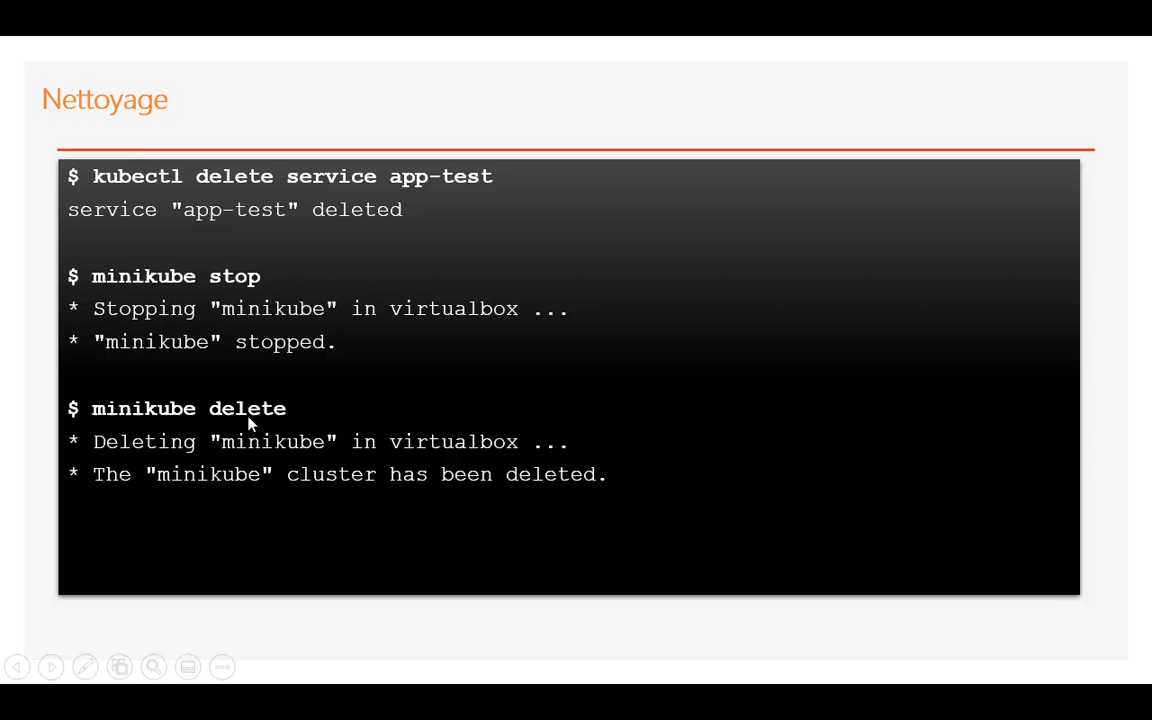 Nettoyage
$ kubectl delete service app-test
service "app-test" deleted
$ minikube stop
* Stopping "minikube" in virtualbox ...
* "minikube" stopped.
$ minikube delete
* Deleting "minikube" in virtualbox ...
* The "minikube" cluster has been deleted.